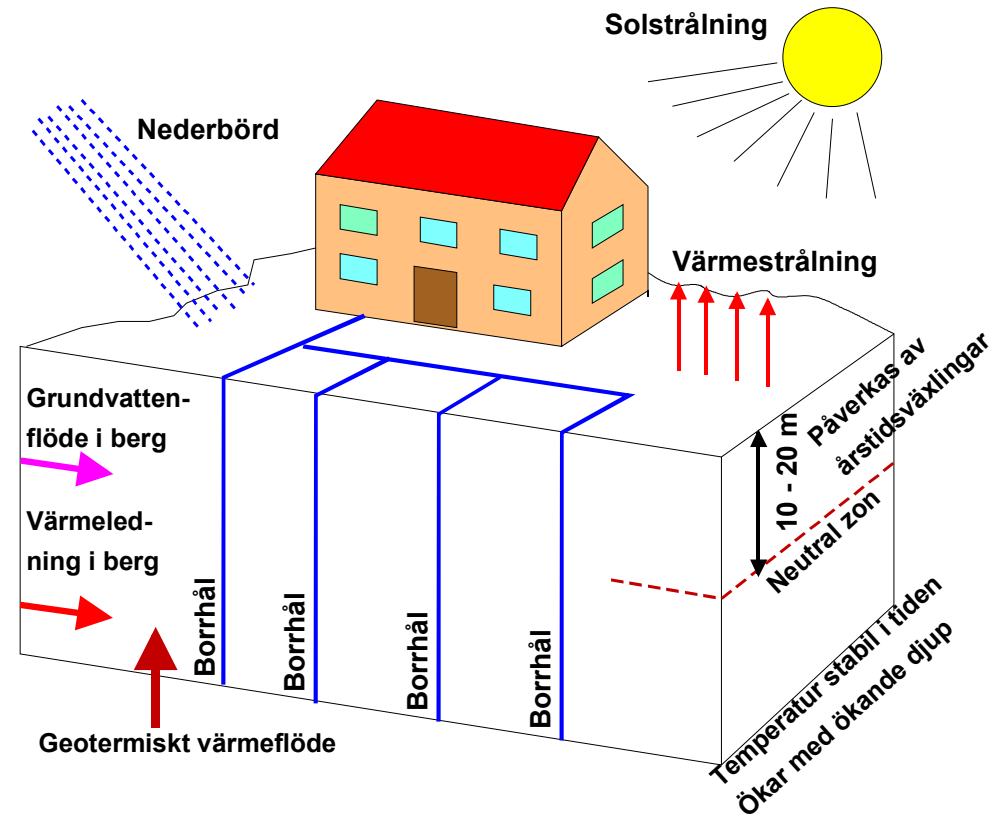 Solstrålning
Nederbörd
Värmestrålning
Påverkas av
årstidsväxlingar
10 - 20 m
Neutral zon
Grundvatten-
flöde i berg
Värmeled-
ning i berg
Borrhål
Borrhål
Borrhål
Borrhål
Geotermiskt värmeflöde
Temperatur stabil i tiden
Ökar med ökande djup